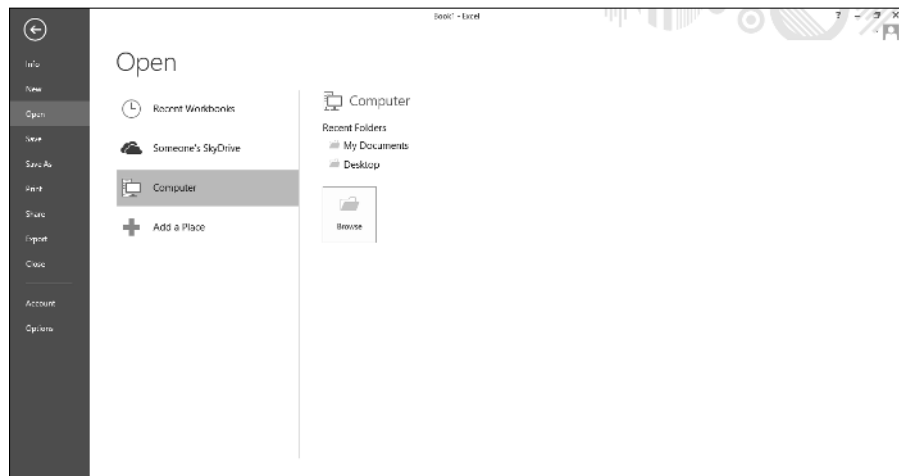 Book1 - Excel
?
Info
New
Open
Save
Save As
Print
Share
Export
Close
Account
Options
Open
Recent Workbooks
Someone's SkyDrive
Computer
Add a Place
Computer
Recent Folders
My Documents
Desktop
Browse